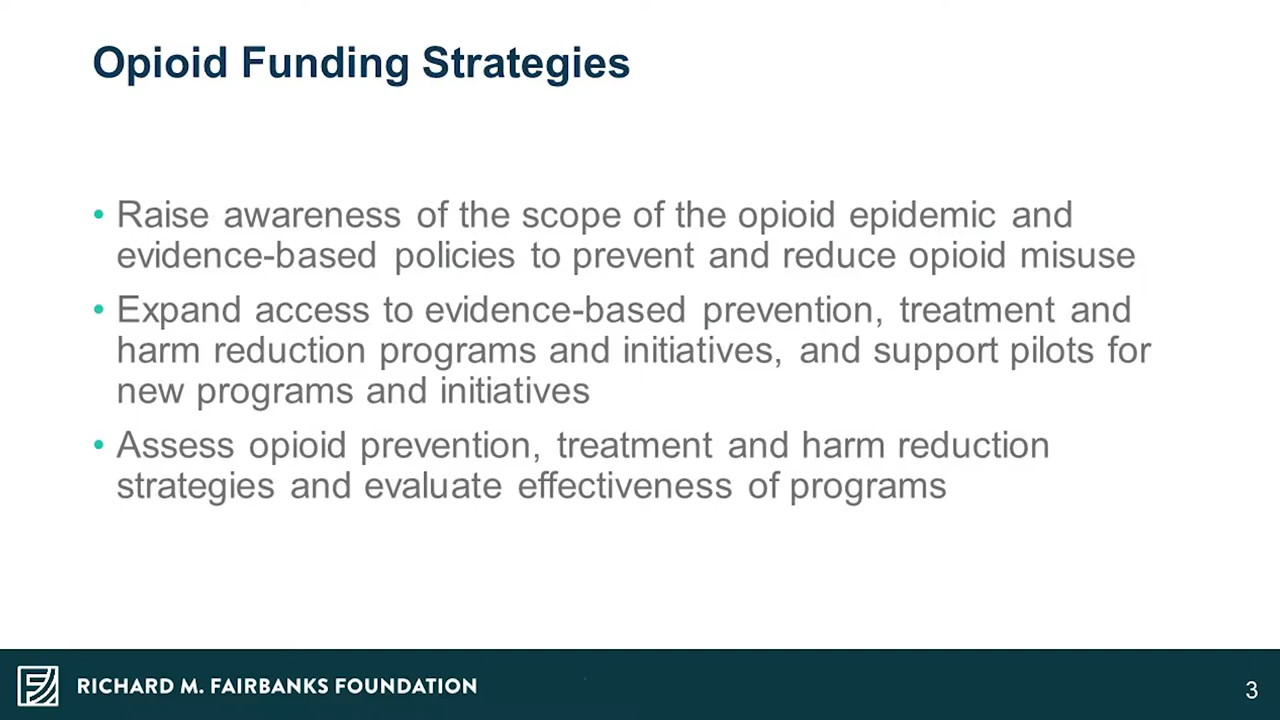 Opioid Funding Strategies
• Raise awareness of the scope of the opioid epidemic and
evidence-based policies to prevent and reduce opioid misuse
• Expand access to evidence-based prevention, treatment and
harm reduction programs and initiatives, and support pilots for
new programs and initiatives
• Assess opioid prevention, treatment and harm reduction
strategies and evaluate effectiveness of programs
RICHARD M. FAIRBANKS FOUNDATION
3